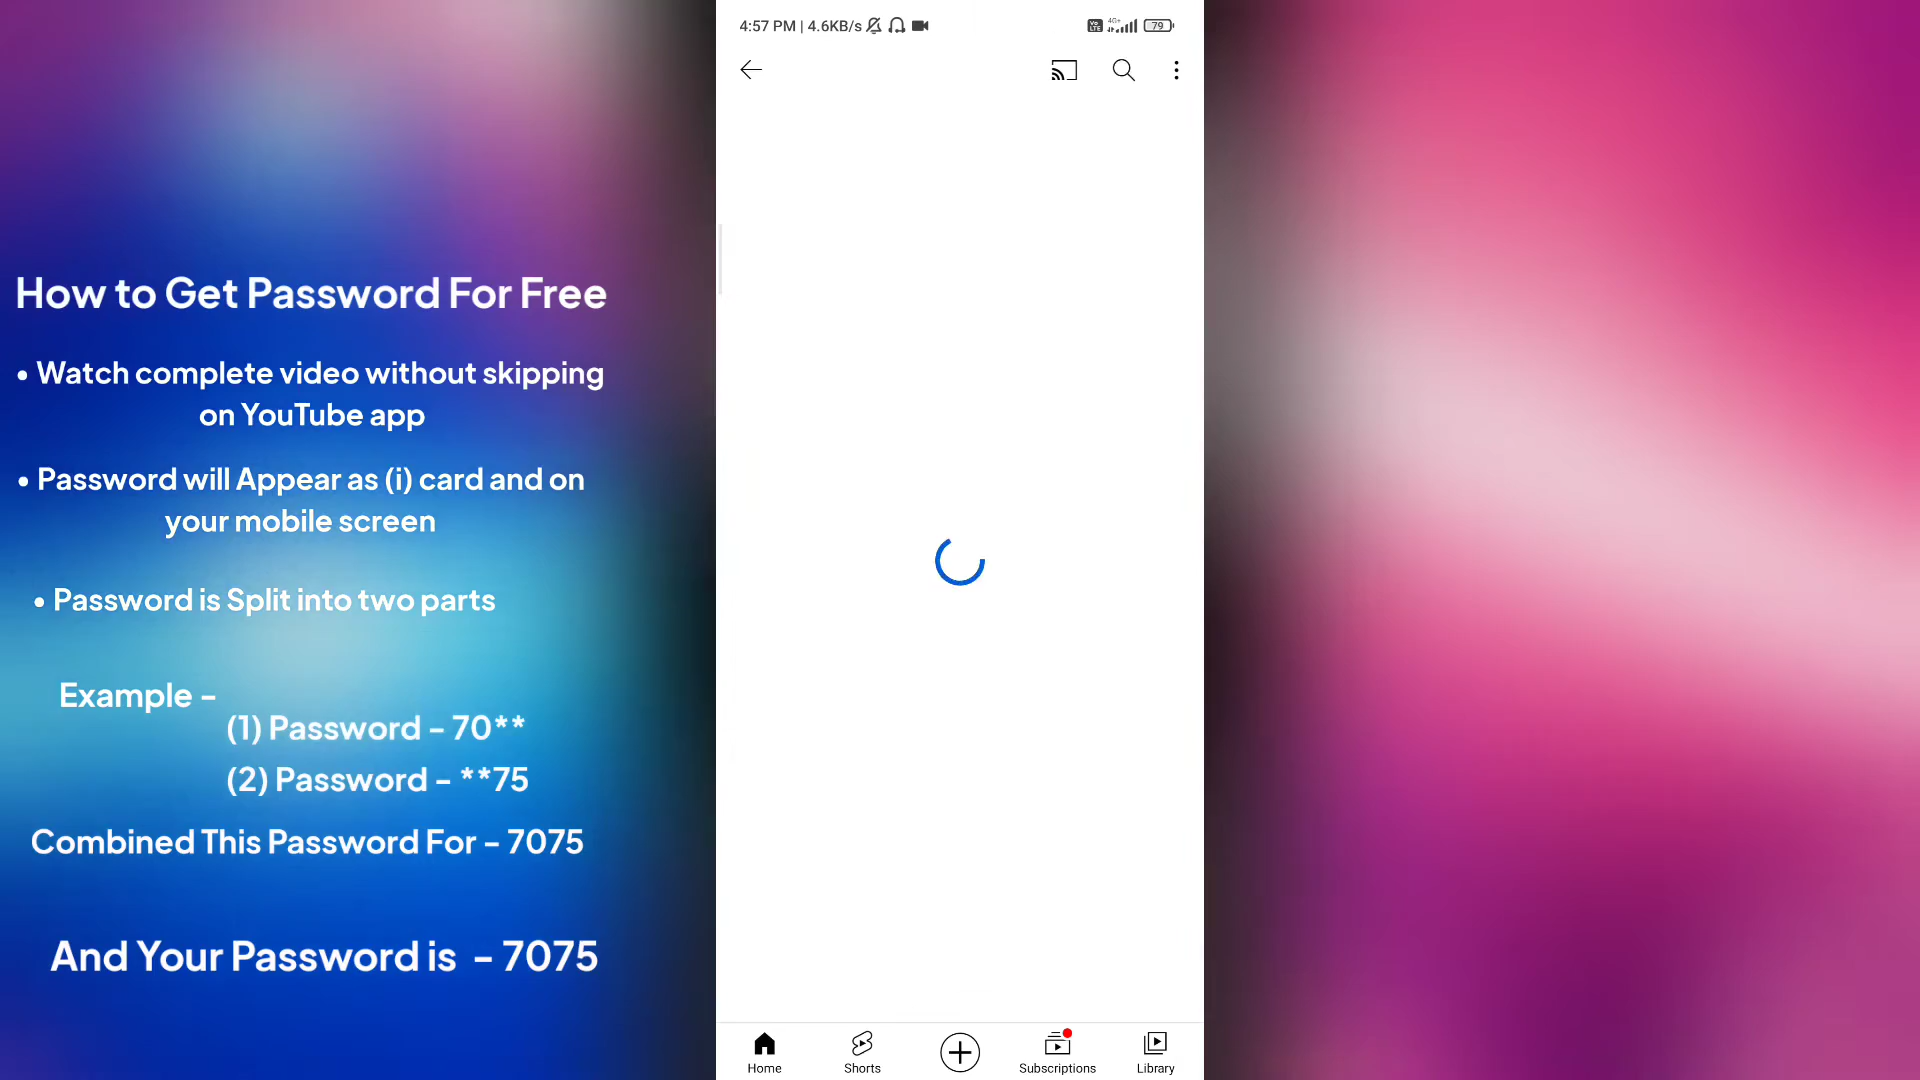 4:57 PM | 4.6KB/s
Vo LTE 4G+ 79
How to Get Password For Free
• Watch complete video without skipping
on YouTube app
• Password will Appear as (i) card and on
your mobile screen
• Password is Split into two parts
Example -
(1) Password - 70**
(2) Password - **75
Combined This Password For - 7075
And Your Password is - 7075
Home Shorts Subscriptions Library